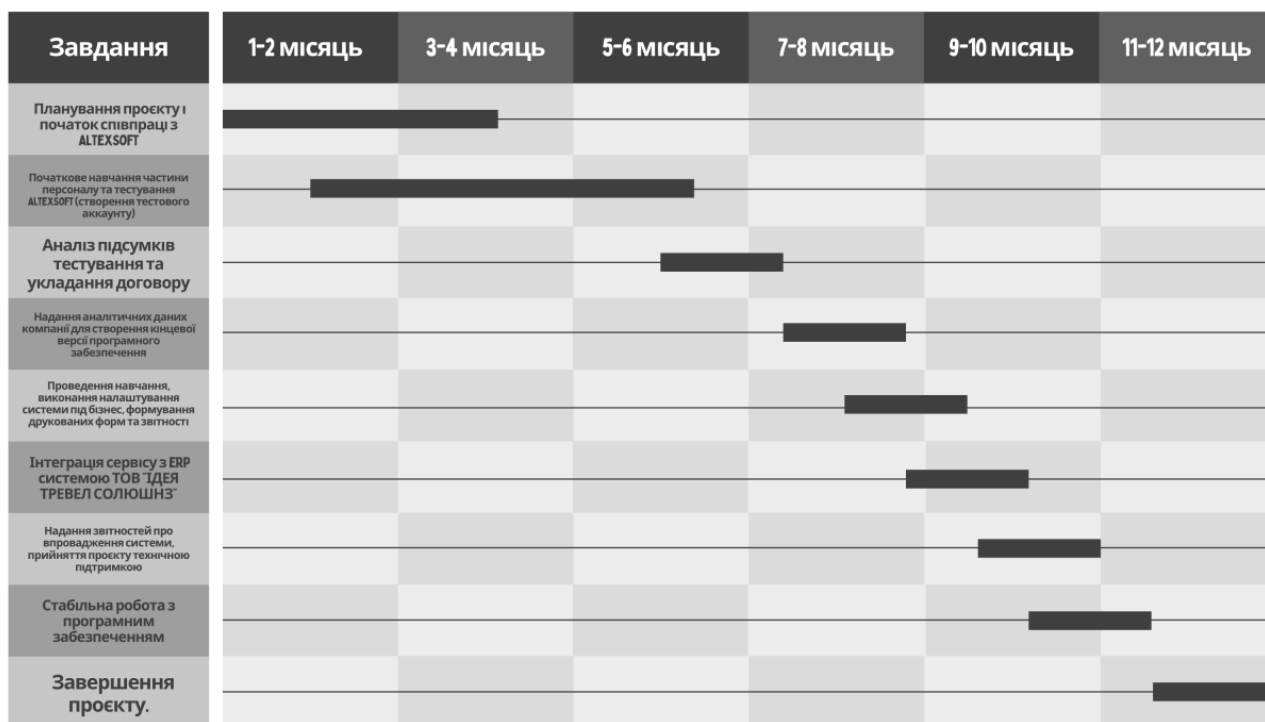 Завдання
1-2 місяць
3-4 місяць
5-6 місяць
7-8 місяць
9-10 місяць
11-12 місяць
Планування проєкту і
початок співпраці з
ALTEXSOFT
Початкове навчання частини
персоналу та тестування
ALTEXSOFT (створення тестового
аккаунту)
Аналіз підсумків
тестування та
укладання договору
Надання аналітичних даних
компанії для створення кінцевої
версії програмного
забезпечення
Проведення навчання,
виконання налаштування
системи під бізнес, формування
друкованих форм та звітності
Інтеграція сервісу з ERP
системою ТОВ "ІДЕЯ
ТРЕВЕЛ СОЛЮШНЗ"
Надання звітностей про
впровадження системи,
прийняття проєкту технічною
підтримкою
Стабільна робота з
програмним
забезпеченням
Завершення
проєкту.